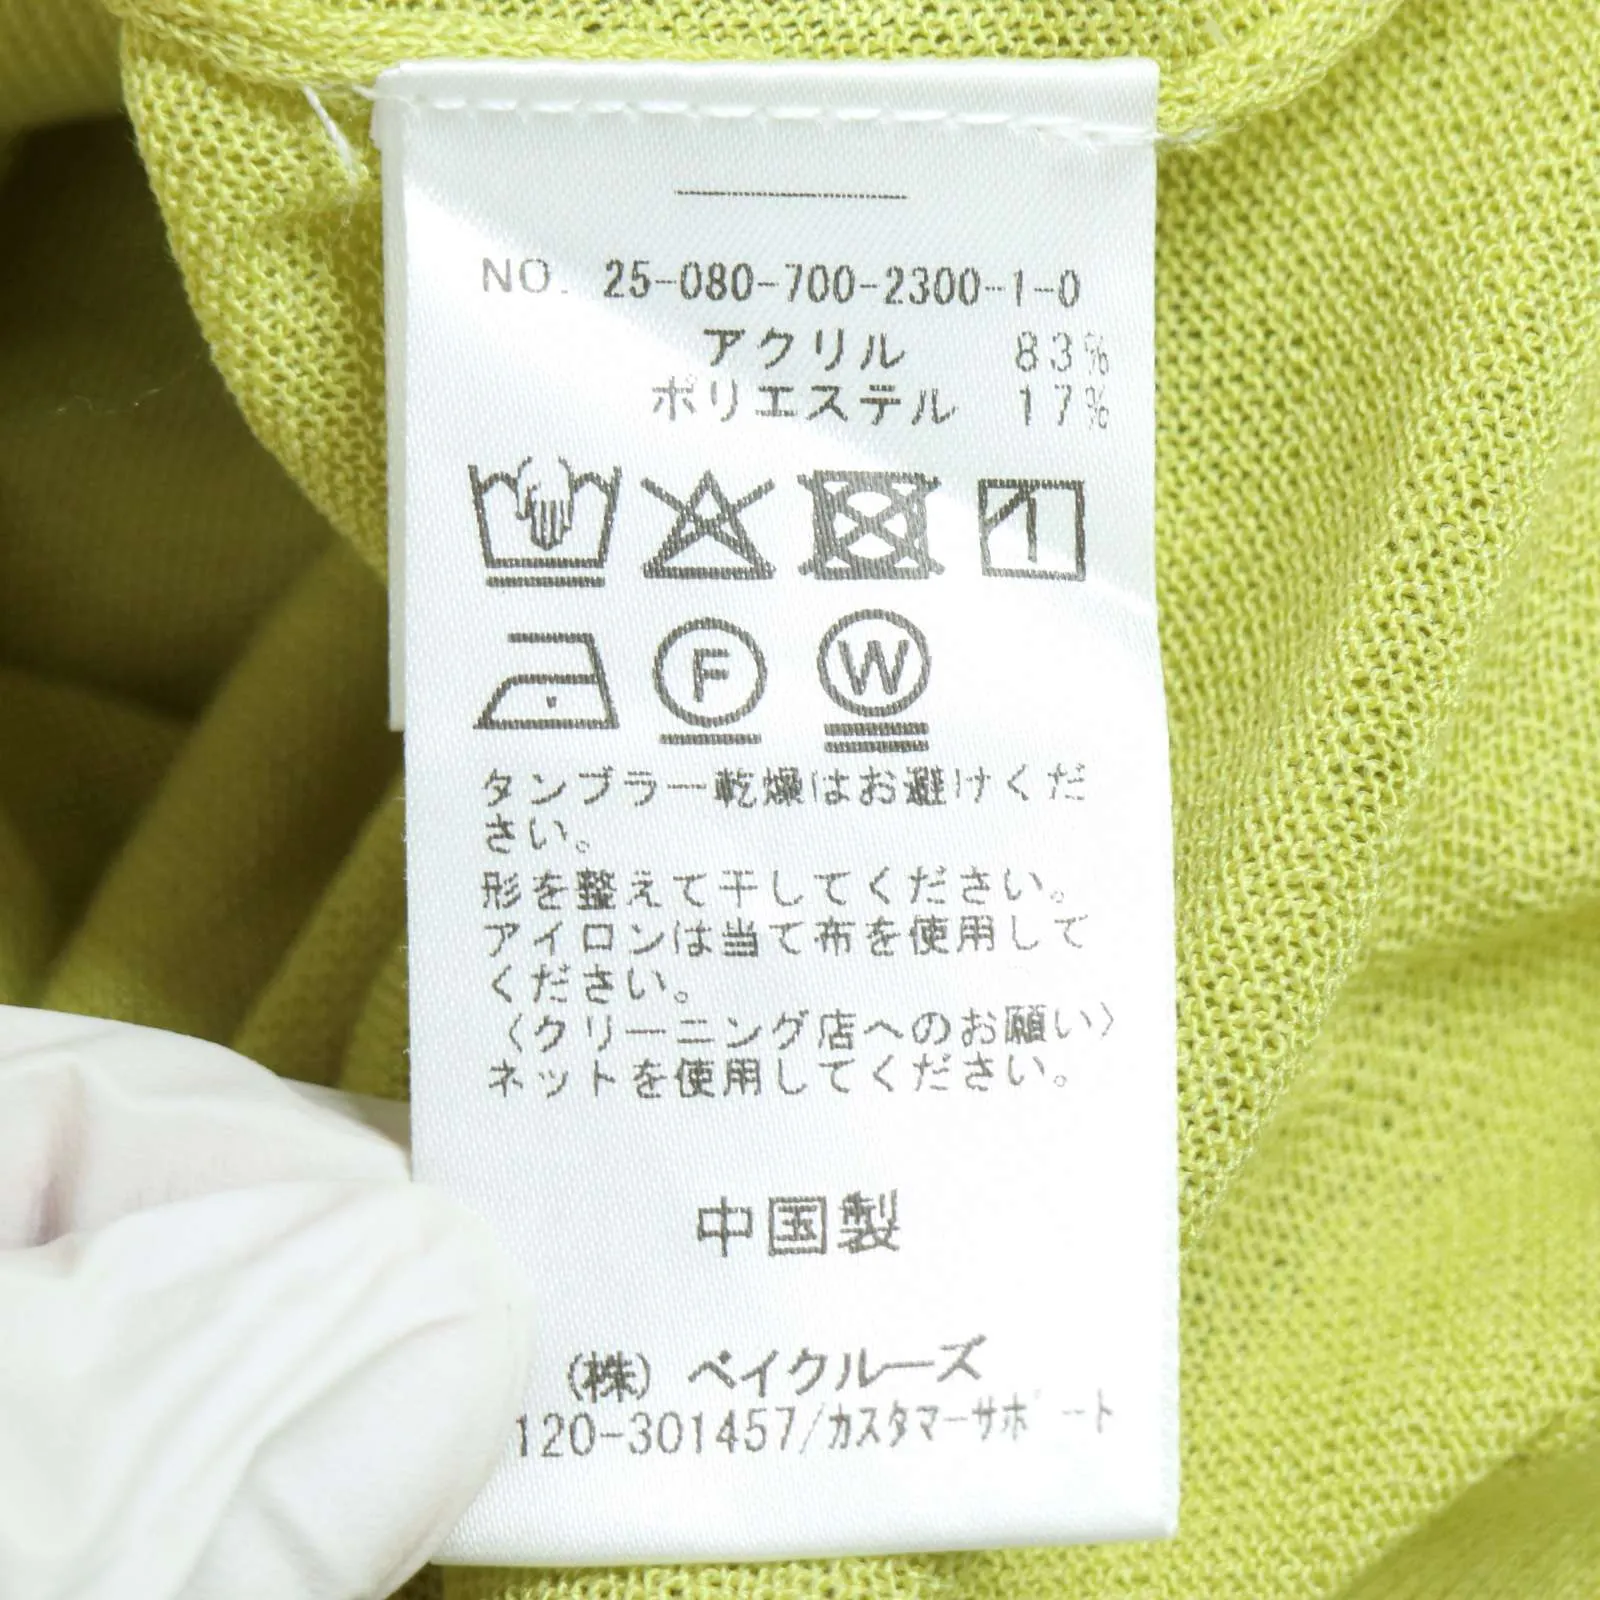 NO. 25-080-700-2300-1-0
アクリル 83%
ポリエステル 17%
F W
タンブラー乾燥はお避けくだ
さい。
形を整えて干してください。
アイロンは当て布を使用して
ください。
〈クリーニング店へのお願い〉
ネットを使用してください。
中国製
(株) ベイクルーズ
120-301457/カスタマーサポート